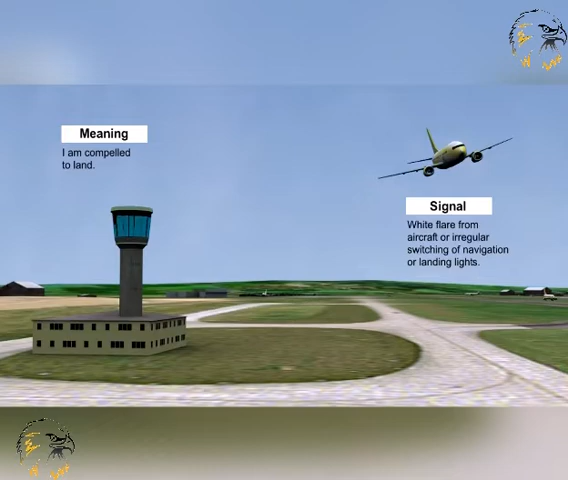 Meaning
I am compelled
to land.
Signal
White flare from
aircraft or irregular
switching of navigation
or landing lights.